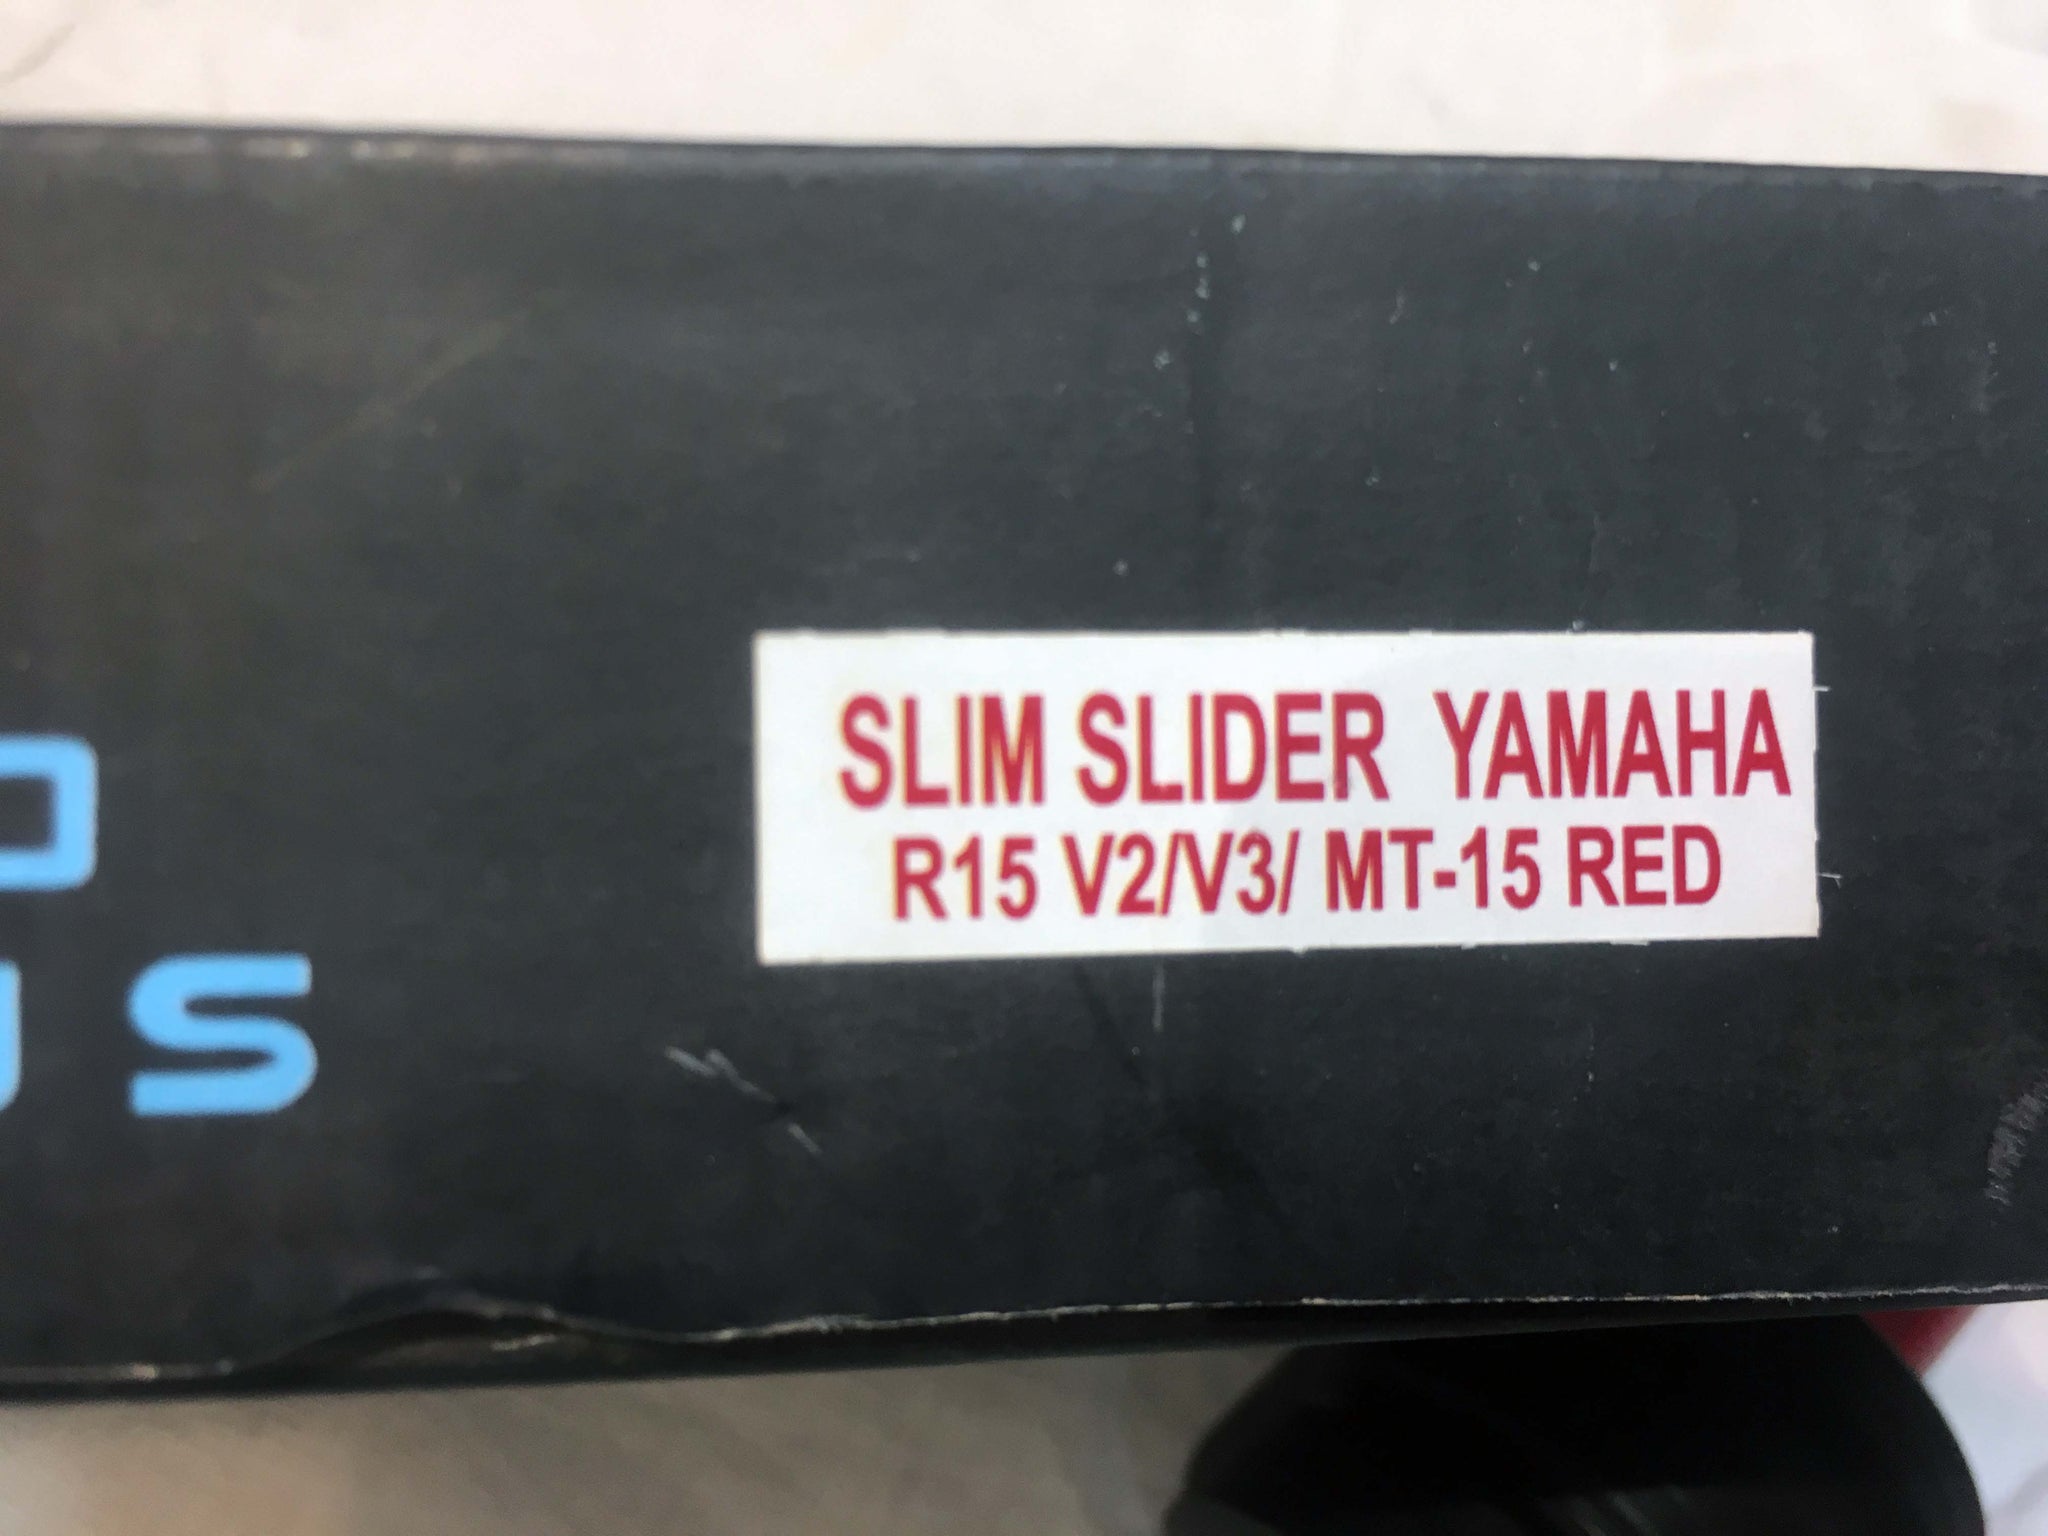 SLIM SLIDER YAMAHA
R15 V2/V3/ MT-15 RED